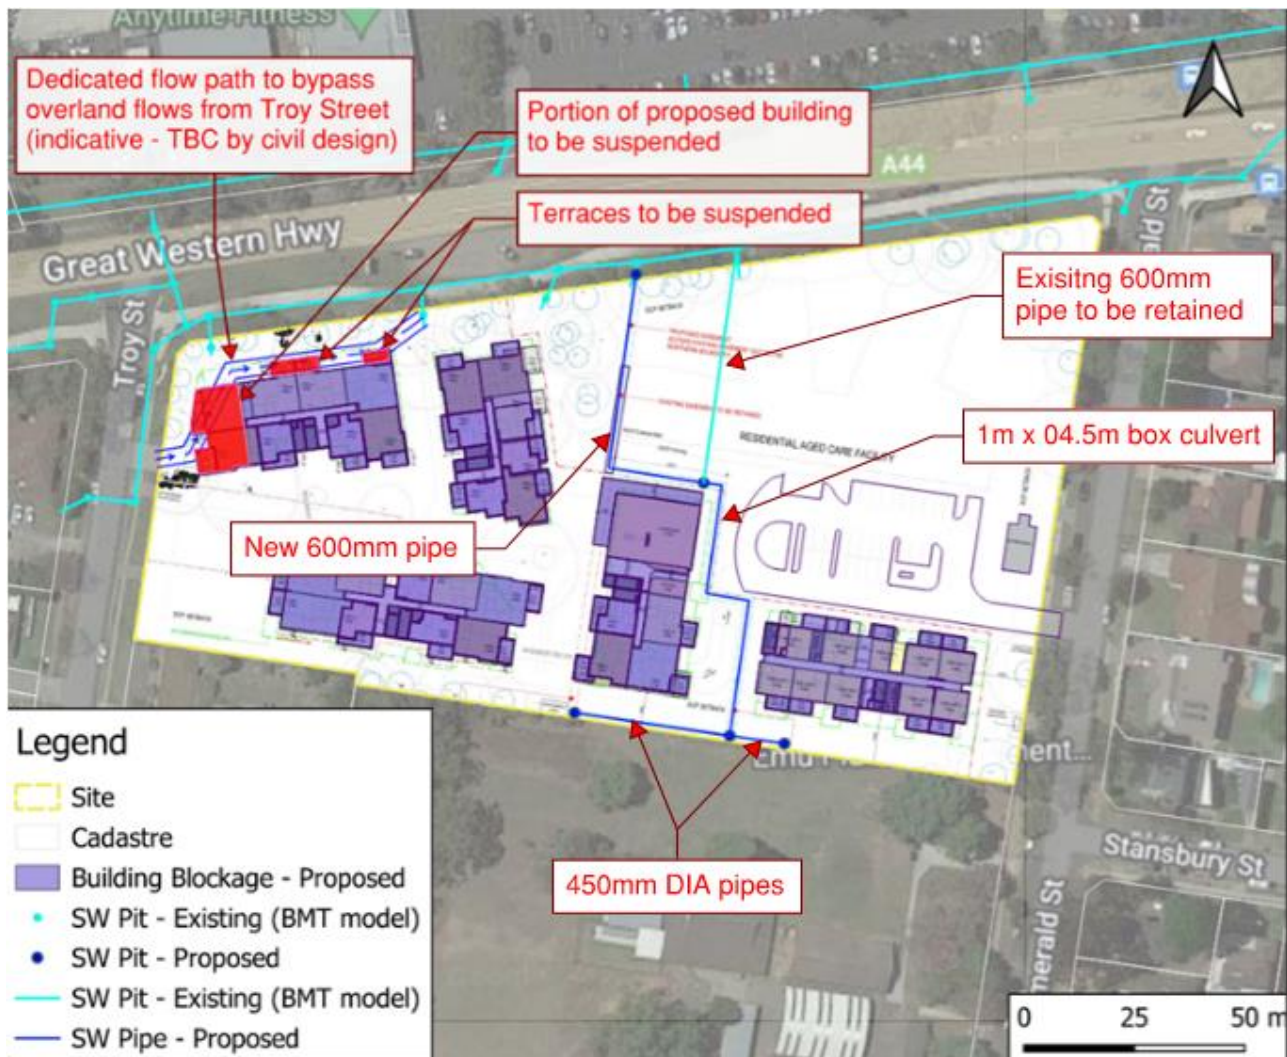 Anytime Fitness
Dedicated flow path to bypass
overland flows from Troy Street
(indicative - TBC by civil design)
Portion of proposed building
to be suspended
A44
Terraces to be suspended
Great Western Hwy
Troy St
Exisitng 600mm
pipe to be retained
RESIDENTIAL AGED CARE FACILITY
1m x 04.5m box culvert
New 600mm pipe
450mm DIA pipes
Stansbury St
merald St
Legend
Site
Cadastre
Building Blockage - Proposed
SW Pit - Existing (BMT model)
SW Pit - Proposed
SW Pit - Existing (BMT model)
SW Pipe - Proposed
0 25 50 m